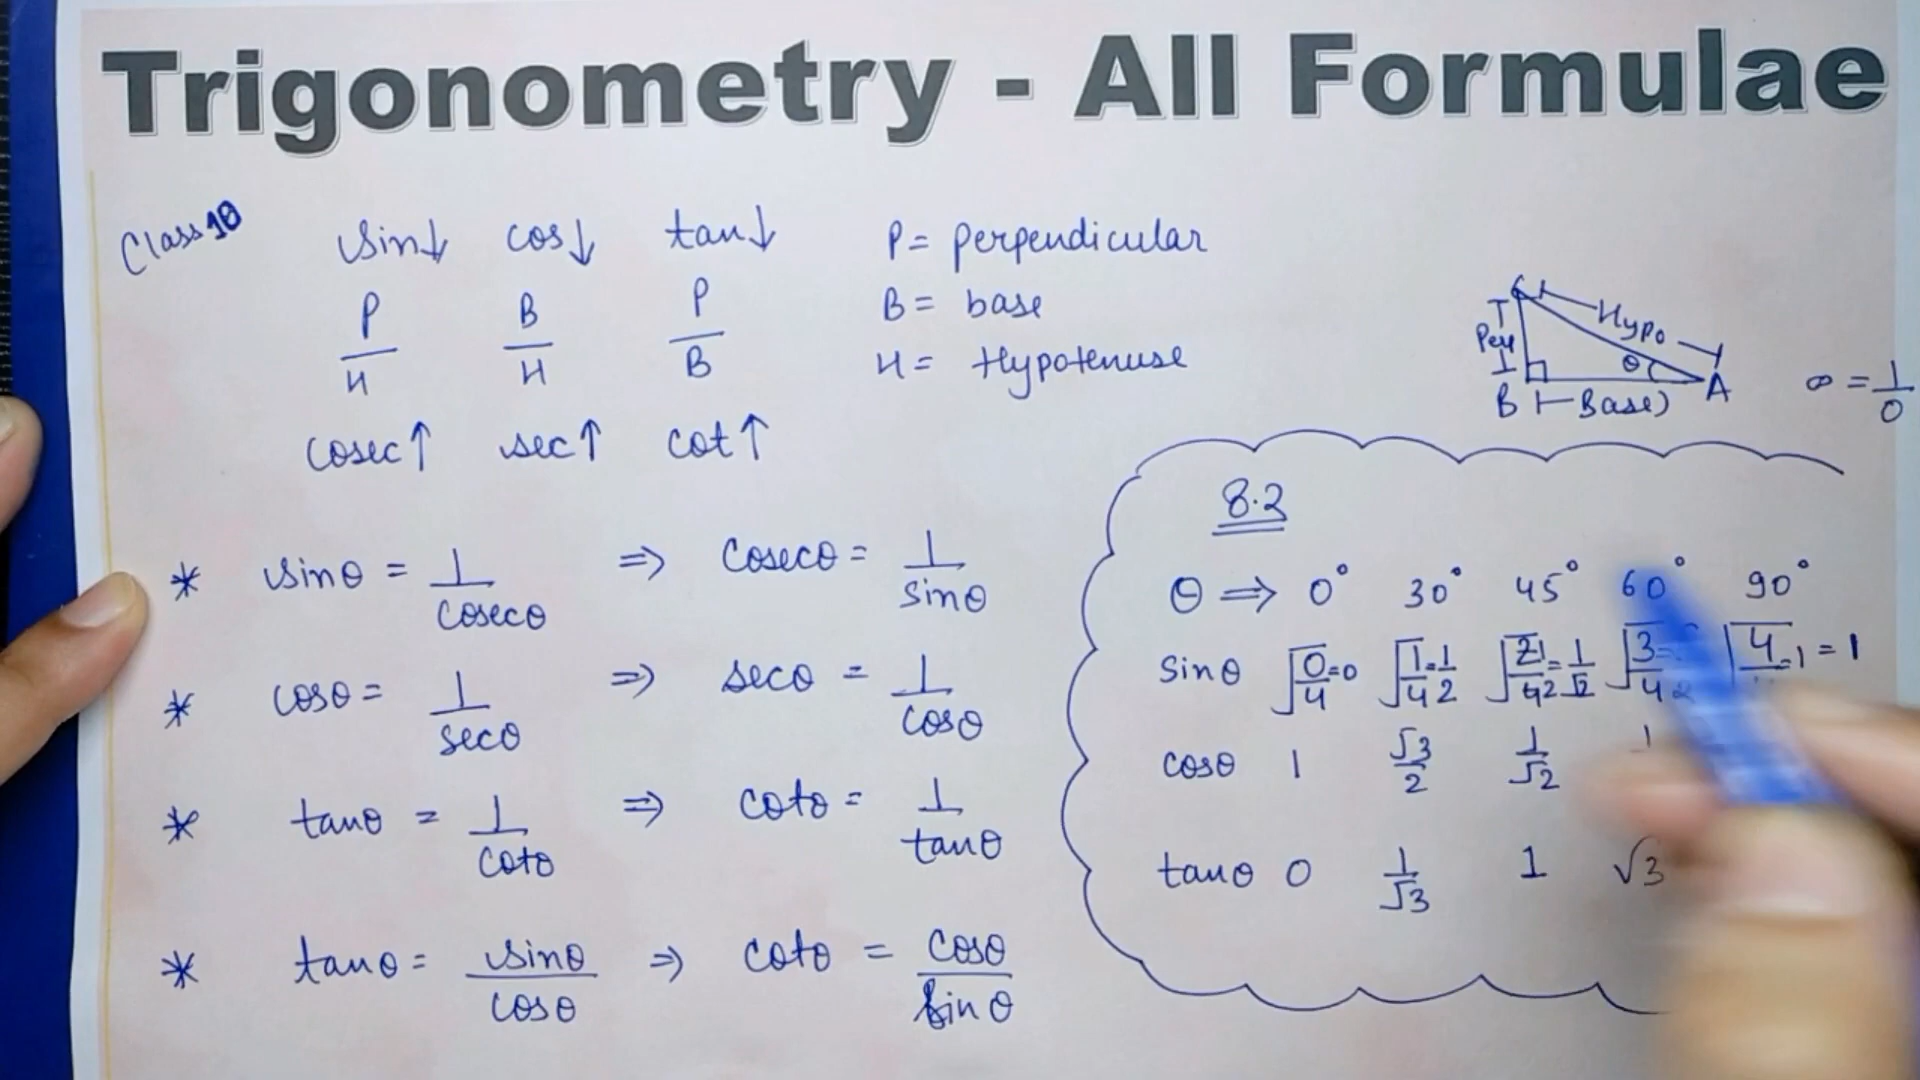 Trigonometry - All Formulae
Class 10
sin↓ cos↓ tan↓
P/H B/H P/B
cosec↑ sec↑ cot↑
P = perpendicular
B = base
H = Hypotenuse
C
Per
Hypo
θ
B Base A
∞ = 1/0
* sinθ = 1/cosecθ ⇒ cosecθ = 1/sinθ
* cosθ = 1/secθ ⇒ secθ = 1/cosθ
* tanθ = 1/cotθ ⇒ cotθ = 1/tanθ
* tanθ = sinθ/cosθ ⇒ cotθ = cosθ/sinθ
8.2
θ ⇒ 0° 30° 45° 60° 90°
sinθ √0/4=0 √1/4=1/2 √2/4=1/√2 √3/4 √4=1=1
cosθ 1 √3/2 1/√2 1
tanθ 0 1/√3 1 √3